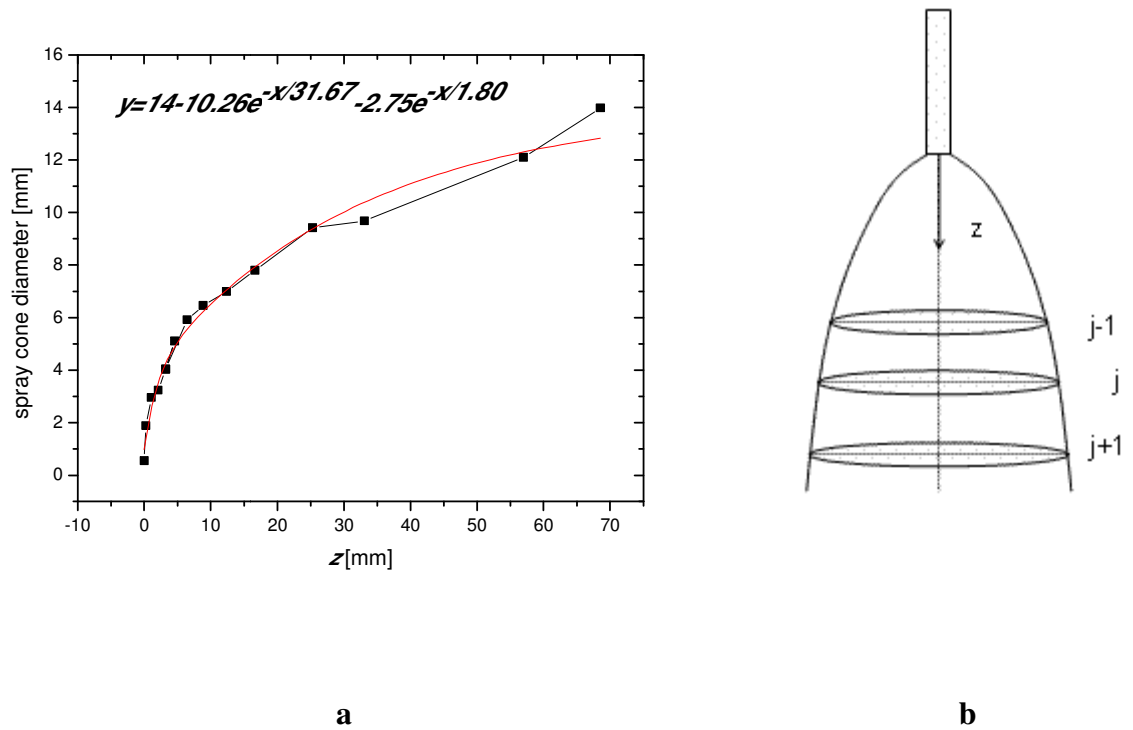 16
14
12
10
8
6
4
2
0
-10 0 10 20 30 40 50 60 70
spray cone diameter [mm]
z [mm]
y=14-10.26e^-x/31.67-2.75e^-x/1.80
z
j-1
j
j+1
a b